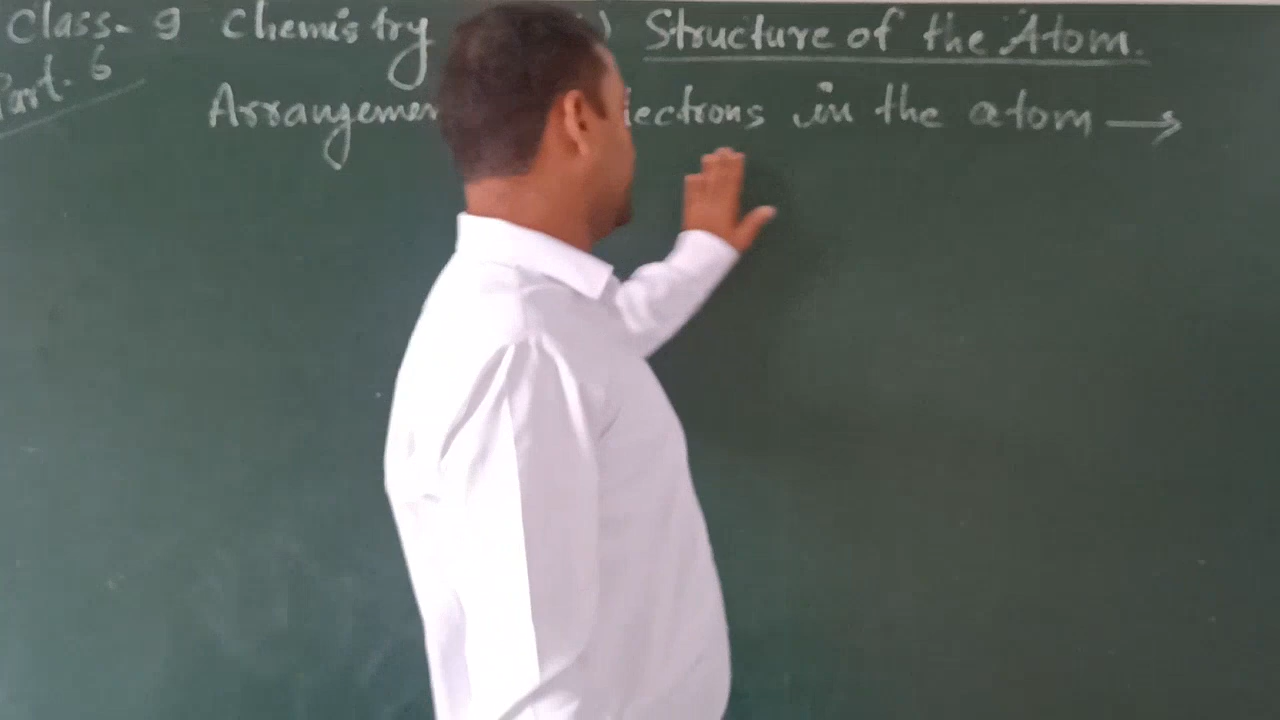 Class- 9 Chemistry ) Structure of the Atom.
Part- 6
Arrangemen lectrons in the atom →